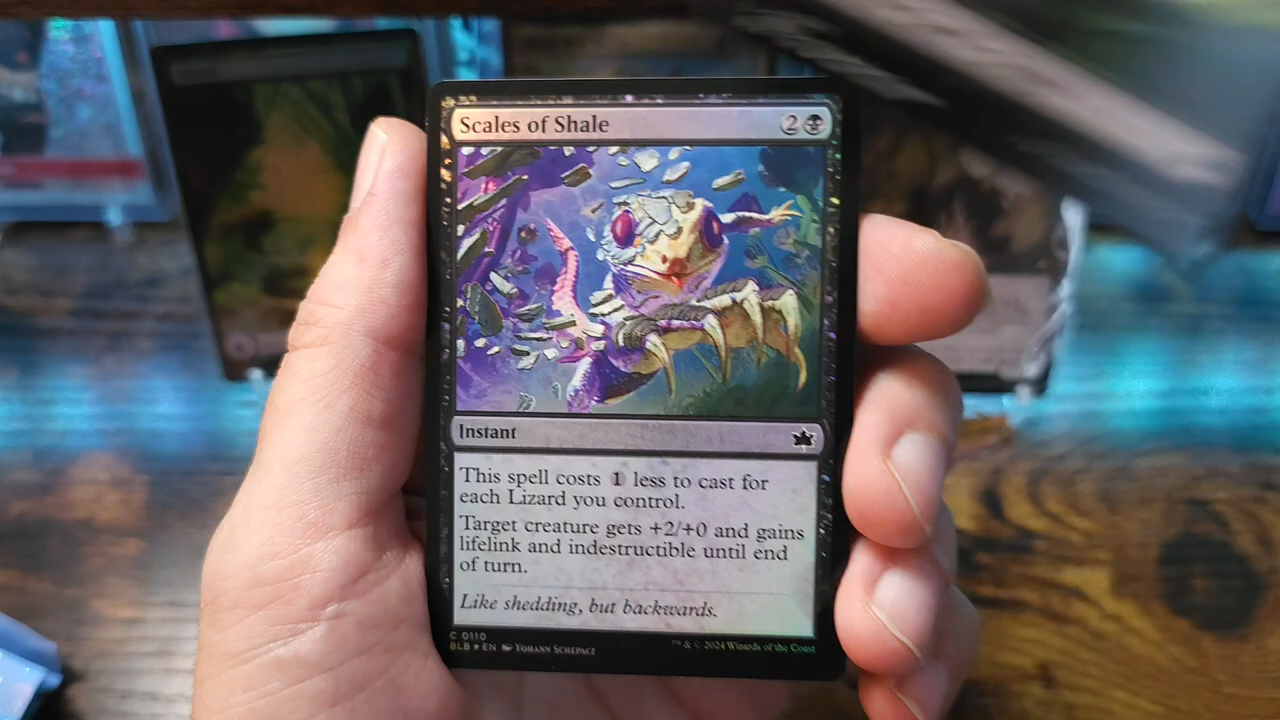 Scales of Shale 2
Instant
This spell costs 1 less to cast for
each Lizard you control.
Target creature gets +2/+0 and gains
lifelink and indestructible until end
of turn.
Like shedding, but backwards.
C 0110
BLB ★ EN YOHANN SCHEPACZ ™ & © 2024 Wizards of the Coast